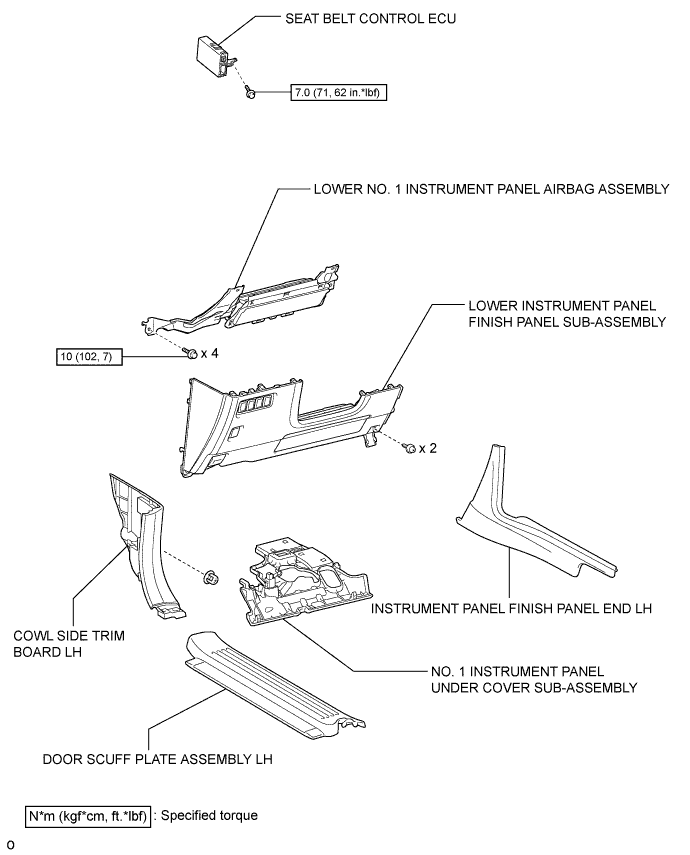 SEAT BELT CONTROL ECU
7.0 (71, 62 in.*lbf)
LOWER NO. 1 INSTRUMENT PANEL AIRBAG ASSEMBLY
LOWER INSTRUMENT PANEL
FINISH PANEL SUB-ASSEMBLY
10 (102, 7)
x 4
x 2
INSTRUMENT PANEL FINISH PANEL END LH
COWL SIDE TRIM
BOARD LH
NO. 1 INSTRUMENT PANEL
UNDER COVER SUB-ASSEMBLY
DOOR SCUFF PLATE ASSEMBLY LH
N*m (kgf*cm, ft.*lbf) : Specified torque
O